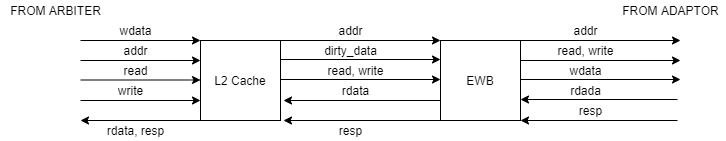 FROM ARBITER
FROM ADAPTOR
wdata
addr
addr
addr
dirty_data
read, write
read
read, write
wdata
L2 Cache
EWB
write
rdata
rdada
resp
rdata, resp
resp